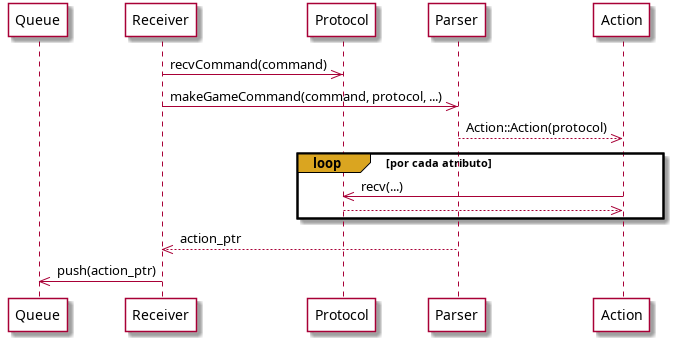 Queue Receiver Protocol Parser Action
recvCommand(command)
makeGameCommand(command, protocol, ...)
Action::Action(protocol)
loop [por cada atributo]
recv(...)
action_ptr
push(action_ptr)
Queue Receiver Protocol Parser Action